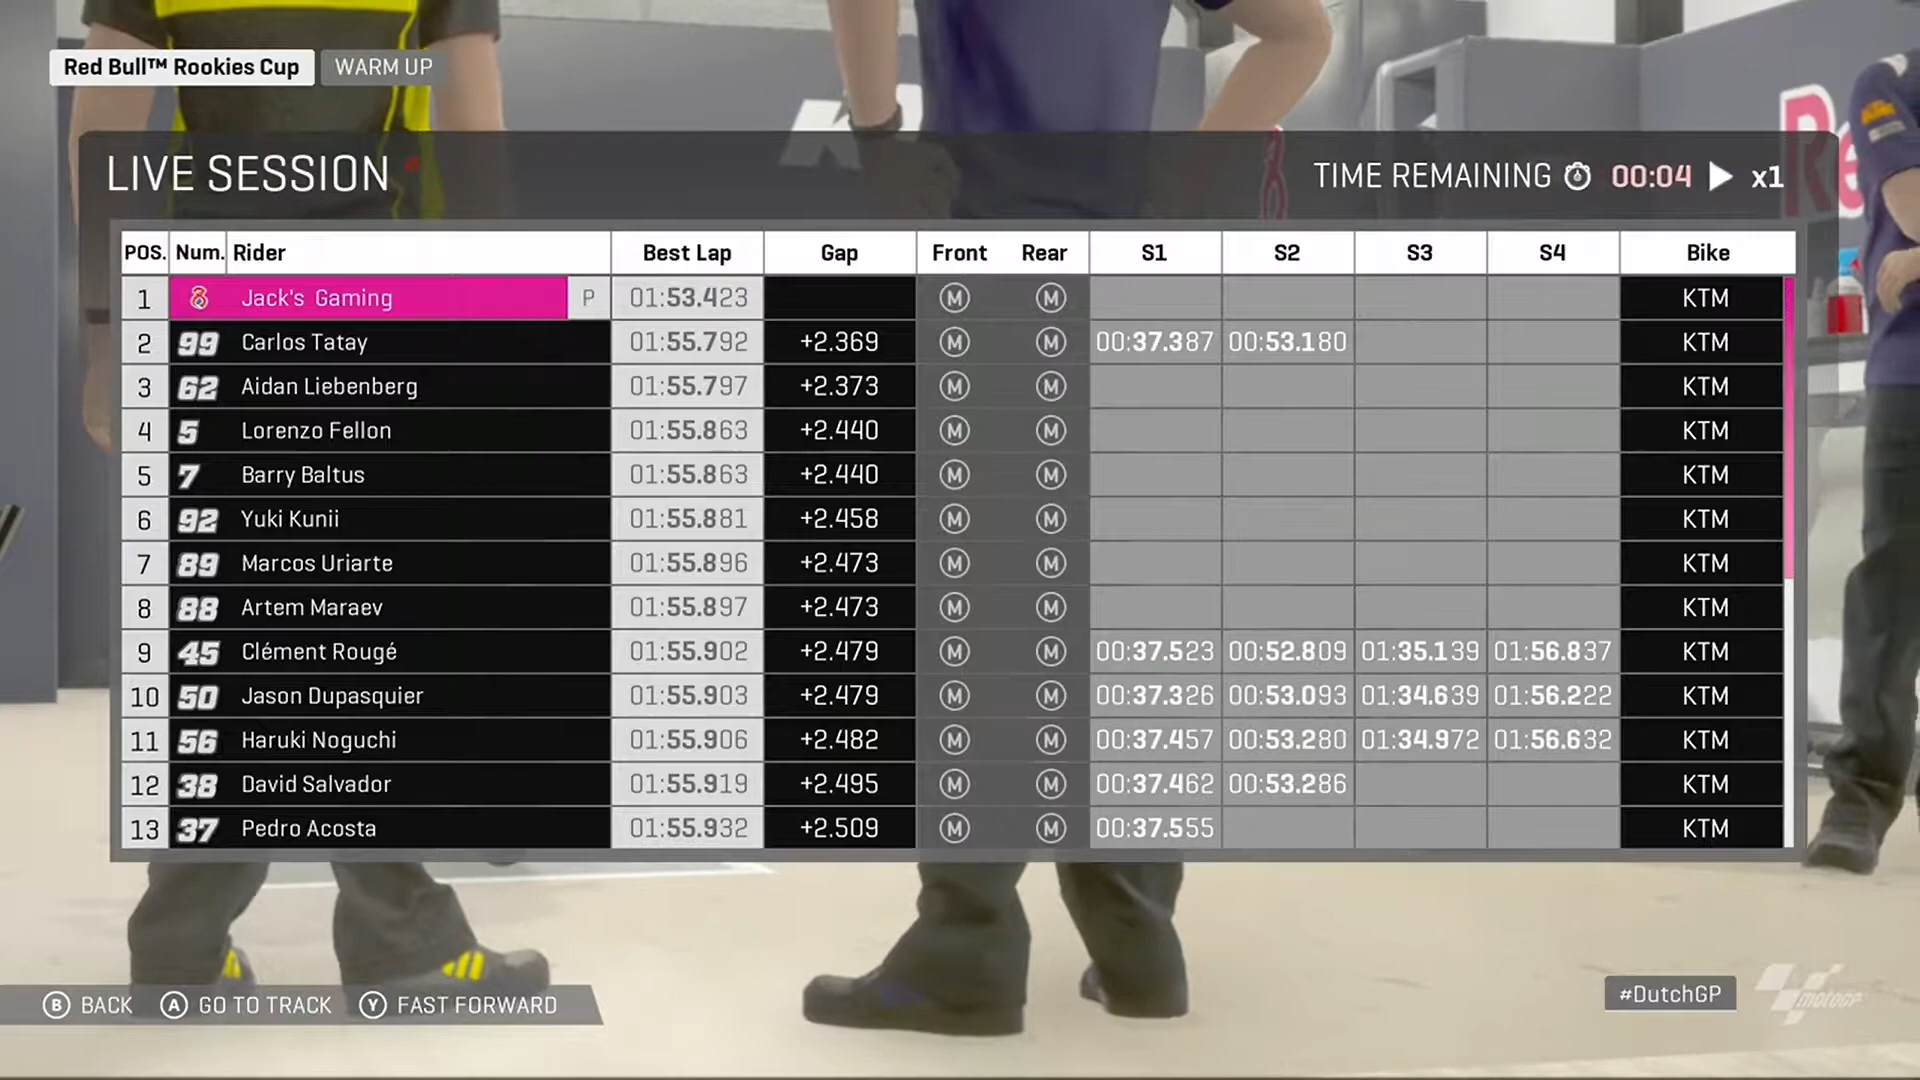 Red Bull™ Rookies Cup WARM UP
LIVE SESSION TIME REMAINING 00:04 x1
POS. Num. Rider Best Lap Gap Front Rear S1 S2 S3 S4 Bike
1 8 Jack's Gaming P 01:53.423 M M KTM
2 99 Carlos Tatay 01:55.792 +2.369 M M 00:37.387 00:53.180 KTM
3 62 Aidan Liebenberg 01:55.797 +2.373 M M KTM
4 5 Lorenzo Fellon 01:55.863 +2.440 M M KTM
5 7 Barry Baltus 01:55.863 +2.440 M M KTM
6 92 Yuki Kunii 01:55.881 +2.458 M M KTM
7 89 Marcos Uriarte 01:55.896 +2.473 M M KTM
8 88 Artem Maraev 01:55.897 +2.473 M M KTM
9 45 Clément Rougé 01:55.902 +2.479 M M 00:37.523 00:52.809 01:35.139 01:56.837 KTM
10 50 Jason Dupasquier 01:55.903 +2.479 M M 00:37.326 00:53.093 01:34.639 01:56.222 KTM
11 56 Haruki Noguchi 01:55.906 +2.482 M M 00:37.457 00:53.280 01:34.972 01:56.632 KTM
12 38 David Salvador 01:55.919 +2.495 M M 00:37.462 00:53.286 KTM
13 37 Pedro Acosta 01:55.932 +2.509 M M 00:37.555 KTM
B BACK A GO TO TRACK Y FAST FORWARD
#DutchGP motoGP